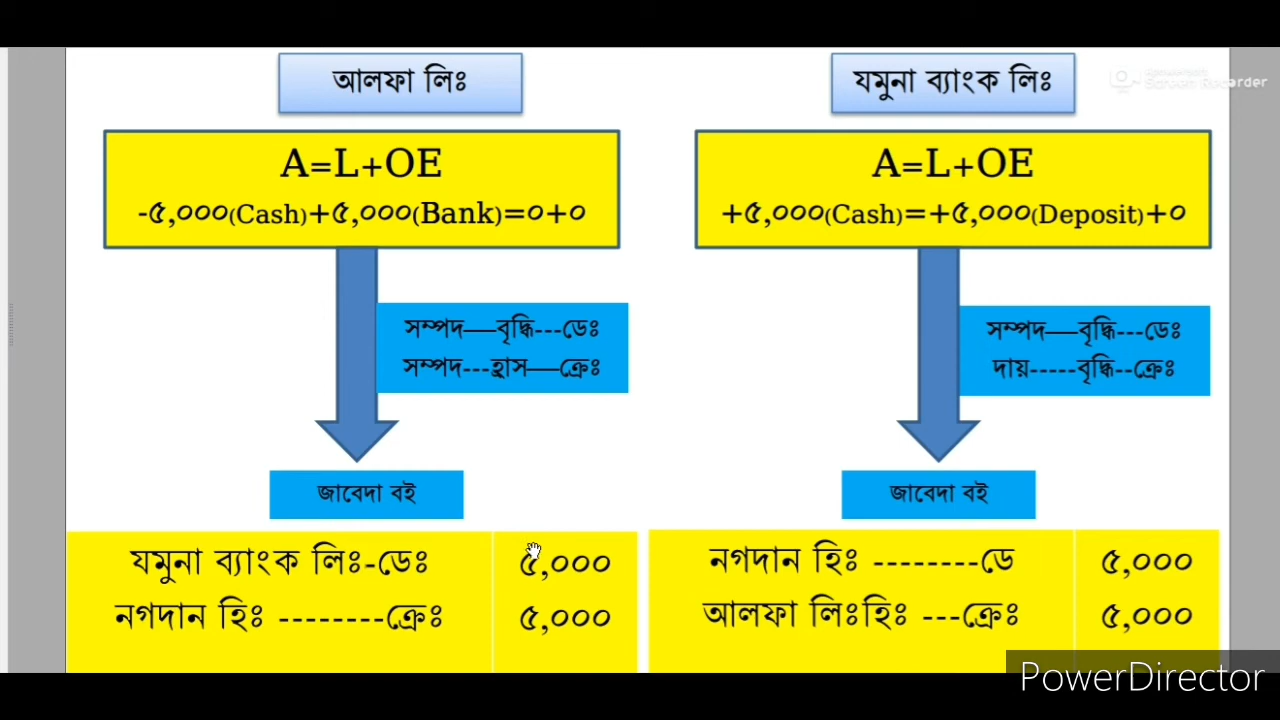 আলফা লিঃ
যমুনা ব্যাংক লিঃ
Screen Recorder
A=L+OE
-৫,০০০(Cash)+৫,০০০(Bank)=০+০
A=L+OE
+৫,০০০(Cash)=+৫,০০০(Deposit)+০
সম্পদ—বৃদ্ধি---ডেঃ
সম্পদ---হ্রাস—ক্রেঃ
সম্পদ—বৃদ্ধি---ডেঃ
দায়-----বৃদ্ধি--ক্রেঃ
জাবেদা বই
জাবেদা বই
যমুনা ব্যাংক লিঃ-ডেঃ ৫,০০০
নগদান হিঃ --------ক্রেঃ ৫,০০০
নগদান হিঃ --------ডে ৫,০০০
আলফা লিঃহিঃ ---ক্রেঃ ৫,০০০
PowerDirector